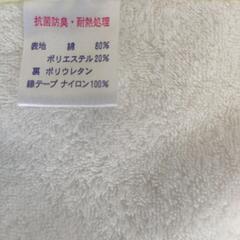 抗菌防臭・耐熱処理
表地 綿 80%
ポリエステル20%
裏 ポリウレタン
縁テープ ナイロン100%